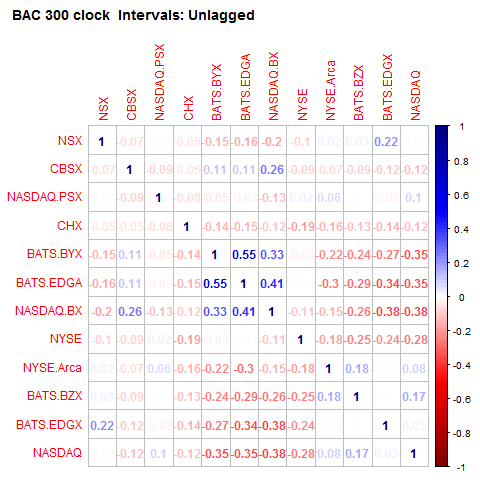 BAC 300 clock Intervals: Unlagged
NSX CBSX NASDAQ.PSX CHX BATS.BYX BATS.EDGA NASDAQ.BX NYSE NYSE.Arca BATS.BZX BATS.EDGX NASDAQ
NSX 1 -0.07 -0.05 -0.15 -0.16 -0.2 -0.1 0.02 0.03 0.22
CBSX -0.07 1 -0.09 -0.05 0.11 0.11 0.26 -0.09 -0.07 -0.09 -0.12 -0.12
NASDAQ.PSX -0.09 1 -0.08 -0.05 -0.03 -0.13 0.02 0.06 0 -0.02 0.1
CHX -0.05 -0.05 -0.08 1 -0.14 -0.15 -0.12 -0.19 -0.16 -0.13 -0.14 -0.12
BATS.BYX -0.15 0.11 -0.05 -0.14 1 0.55 0.33 -0.22 -0.24 -0.27 -0.35
BATS.EDGA -0.16 0.11 -0.03 -0.15 0.55 1 0.41 -0.3 -0.29 -0.34 -0.35
NASDAQ.BX -0.2 0.26 -0.13 -0.12 0.33 0.41 1 -0.11 -0.15 -0.26 -0.38 -0.38
NYSE -0.1 -0.09 0.02 -0.19 -0.11 1 -0.18 -0.25 -0.24 -0.28
NYSE.Arca 0.02 -0.07 0.06 -0.16 -0.22 -0.3 -0.15 -0.18 1 0.18 0.08
BATS.BZX 0.03 -0.09 0 -0.13 -0.24 -0.29 -0.26 -0.25 0.18 1 0.17
BATS.EDGX 0.22 -0.12 -0.02 -0.14 -0.27 -0.34 -0.38 -0.24 1 0.03
NASDAQ -0.12 0.1 -0.12 -0.35 -0.35 -0.38 -0.28 0.08 0.17 0.03 1
1
0.8
0.6
0.4
0.2
0
-0.2
-0.4
-0.6
-0.8
-1